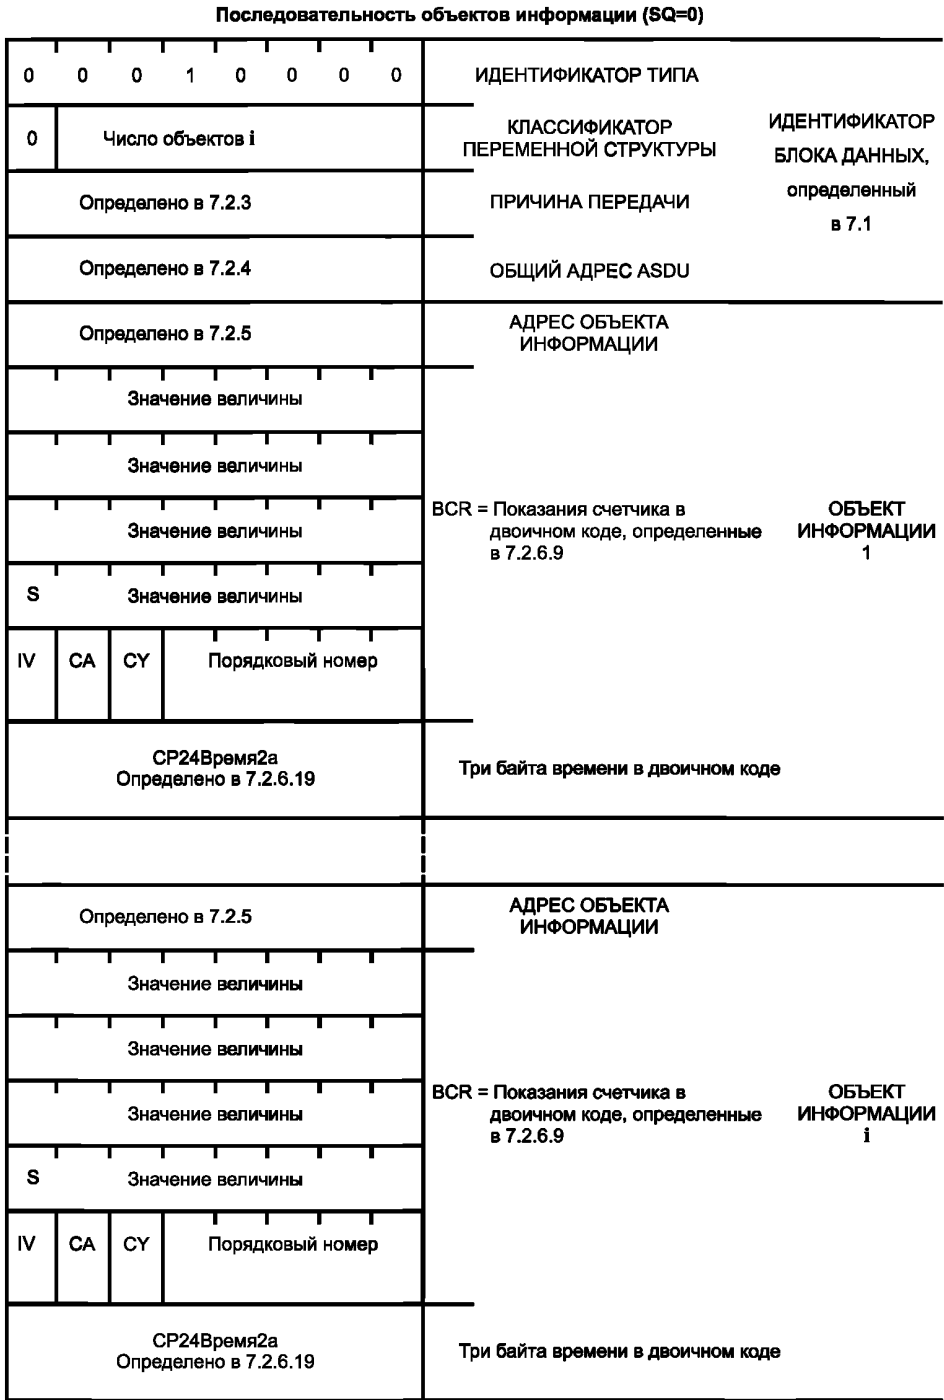 Последовательность объектов информации (SQ=0)
0 0 0 1 0 0 0 0
ИДЕНТИФИКАТОР ТИПА
0
Число объектов i
КЛАССИФИКАТОР
ПЕРЕМЕННОЙ СТРУКТУРЫ
ИДЕНТИФИКАТОР
БЛОКА ДАННЫХ,
определенный
в 7.1
Определено в 7.2.3
ПРИЧИНА ПЕРЕДАЧИ
Определено в 7.2.4
ОБЩИЙ АДРЕС ASDU
Определено в 7.2.5
АДРЕС ОБЪЕКТА
ИНФОРМАЦИИ
Значение величины
Значение величины
Значение величины
BCR = Показания счетчика в
двоичном коде, определенные
в 7.2.6.9
ОБЪЕКТ
ИНФОРМАЦИИ
1
S
Значение величины
IV
CA
CY
Порядковый номер
CP24Время2a
Определено в 7.2.6.19
Три байта времени в двоичном коде
Определено в 7.2.5
АДРЕС ОБЪЕКТА
ИНФОРМАЦИИ
Значение величины
Значение величины
Значение величины
BCR = Показания счетчика в
двоичном коде, определенные
в 7.2.6.9
ОБЪЕКТ
ИНФОРМАЦИИ
i
S
Значение величины
IV
CA
CY
Порядковый номер
CP24Время2a
Определено в 7.2.6.19
Три байта времени в двоичном коде